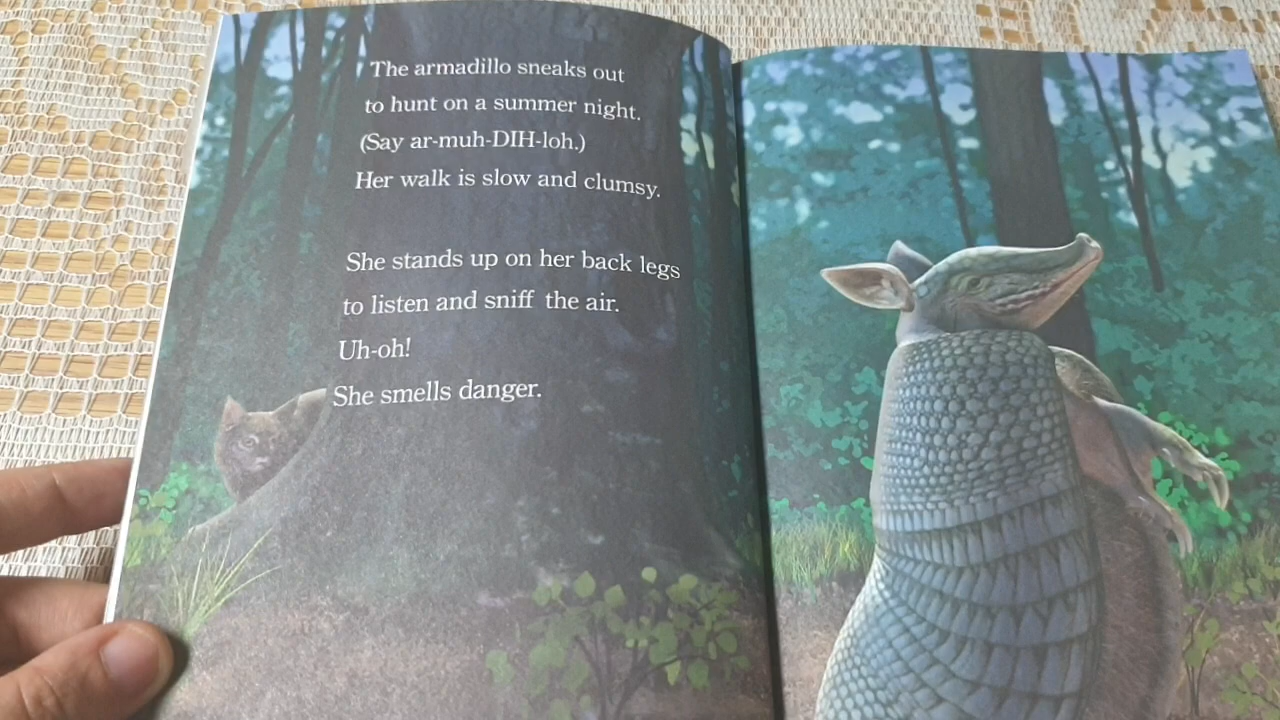 The armadillo sneaks out
to hunt on a summer night.
(Say ar-muh-DIH-loh.)
Her walk is slow and clumsy.
She stands up on her back legs
to listen and sniff the air.
Uh-oh!
She smells danger.